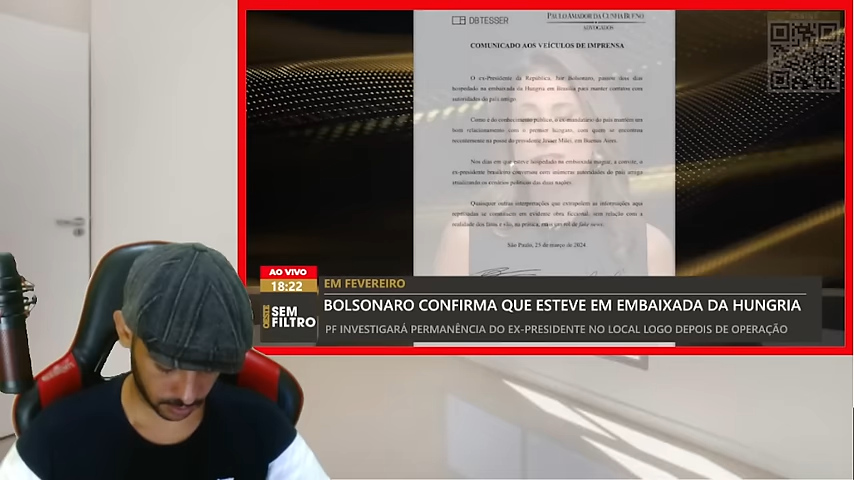 DBTESSER
PAULO AMADOR DA CUNHA BUENO
ADVOGADOS
COMUNICADO AOS VEÍCULOS DE IMPRENSA
O ex-Presidente da República, Jair Bolsonaro, passou dois dias
hospedado na embaixada da Hungria em Brasília para manter contatos com
autoridades do país amigo.
Como é do conhecimento público, o ex-mandatário do país mantém um
bom relacionamento com o premier húngaro, com quem se encontrou
recentemente na posse do presidente Javier Milei, em Buenos Aires.
Nos dias em que esteve hospedado na embaixada magiar, a convite, o
ex-presidente brasileiro conversou com inúmeras autoridades do país amigo
atualizando os cenários políticos das duas nações.
Quaisquer outras interpretações que extrapolem as informações aqui
repassadas se constituem em evidente obra ficcional, sem relação com a
realidade dos fatos e são, na prática, mais um rol de fake news.
São Paulo, 25 de março de 2024
AO VIVO
18:22
EM FEVEREIRO
OESTE
SEM
FILTRO
BOLSONARO CONFIRMA QUE ESTEVE EM EMBAIXADA DA HUNGRIA
PF INVESTIGARÁ PERMANÊNCIA DO EX-PRESIDENTE NO LOCAL LOGO DEPOIS DE OPERAÇÃO